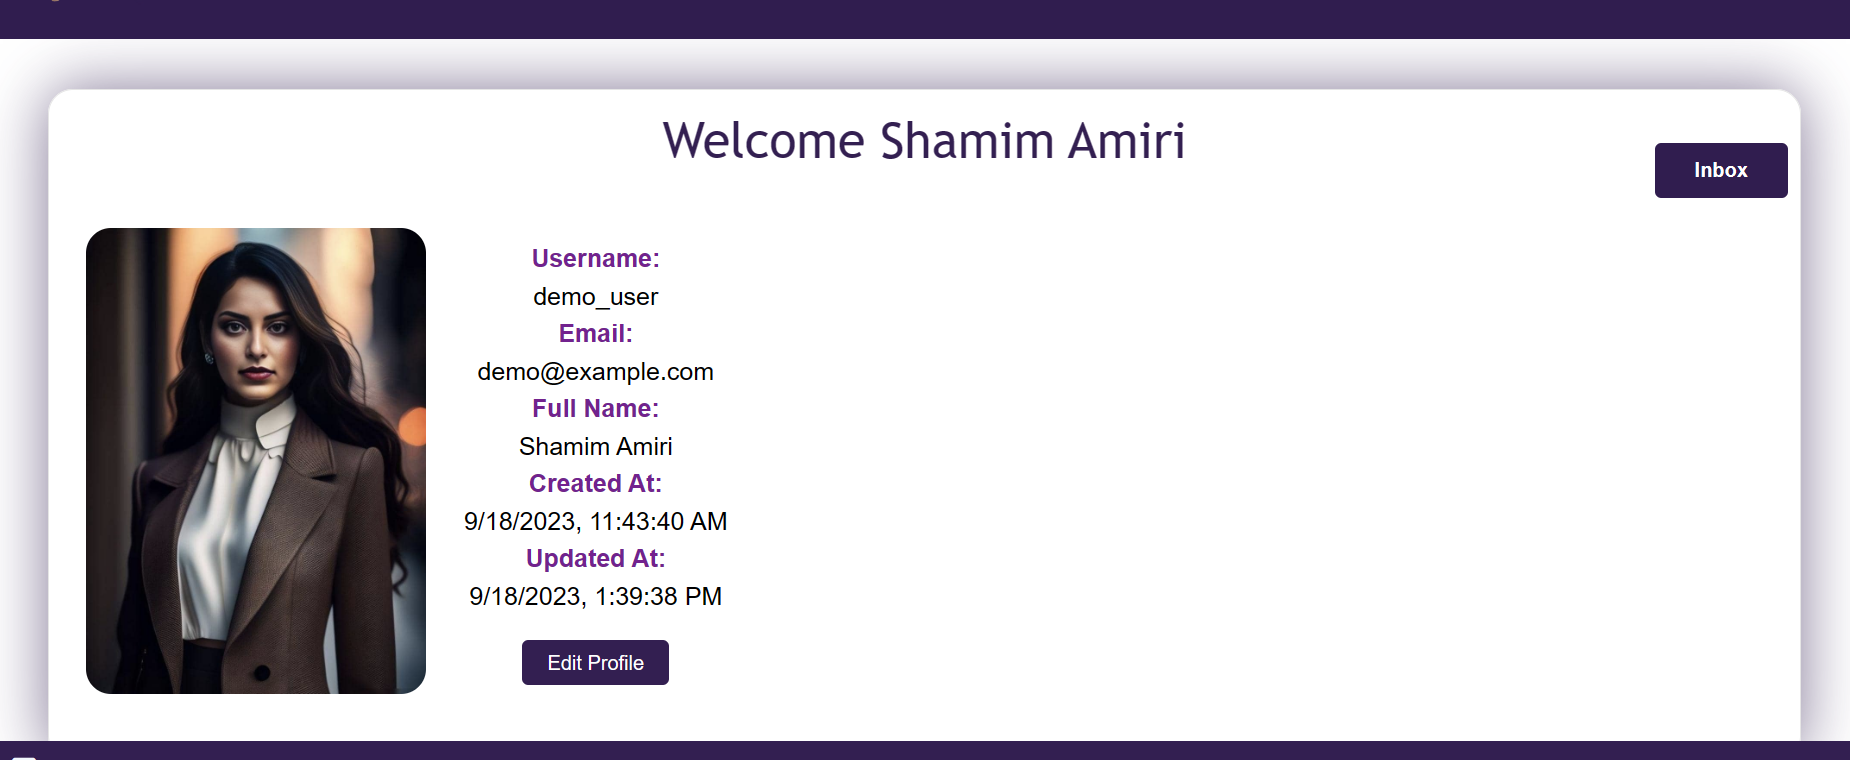 Welcome Shamim Amiri
Inbox
Username:
demo_user
Email:
demo@example.com
Full Name:
Shamim Amiri
Created At:
9/18/2023, 11:43:40 AM
Updated At:
9/18/2023, 1:39:38 PM
Edit Profile